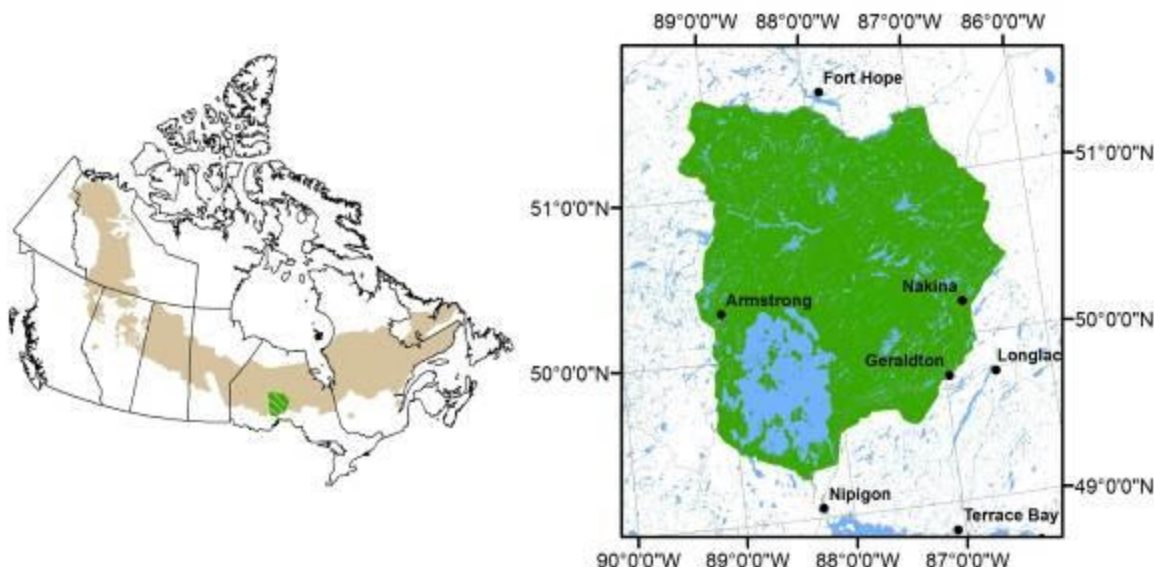 89°0'0"W 88°0'0"W 87°0'0"W 86°0'0"W
Fort Hope
51°0'0"N
51°0'0"N
Nakina
Armstrong
50°0'0"N
Geraldton
Longlac
50°0'0"N
49°0'0"N
Nipigon
Terrace Bay
90°0'0"W 89°0'0"W 88°0'0"W 87°0'0"W